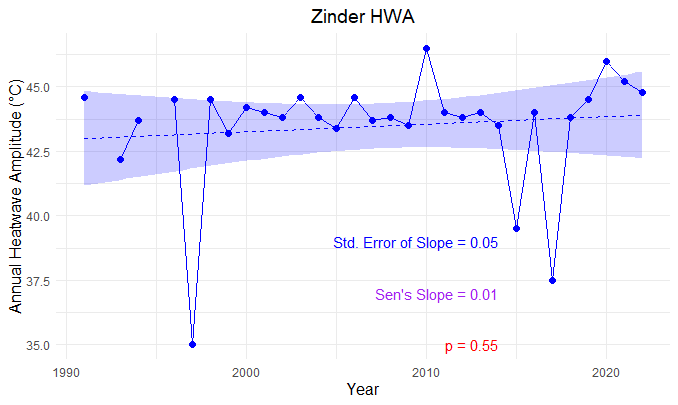 Zinder HWA
Annual Heatwave Amplitude (°C)
45.0
42.5
40.0
37.5
35.0
Std. Error of Slope = 0.05
Sen's Slope = 0.01
p = 0.55
1990
2000
2010
2020
Year